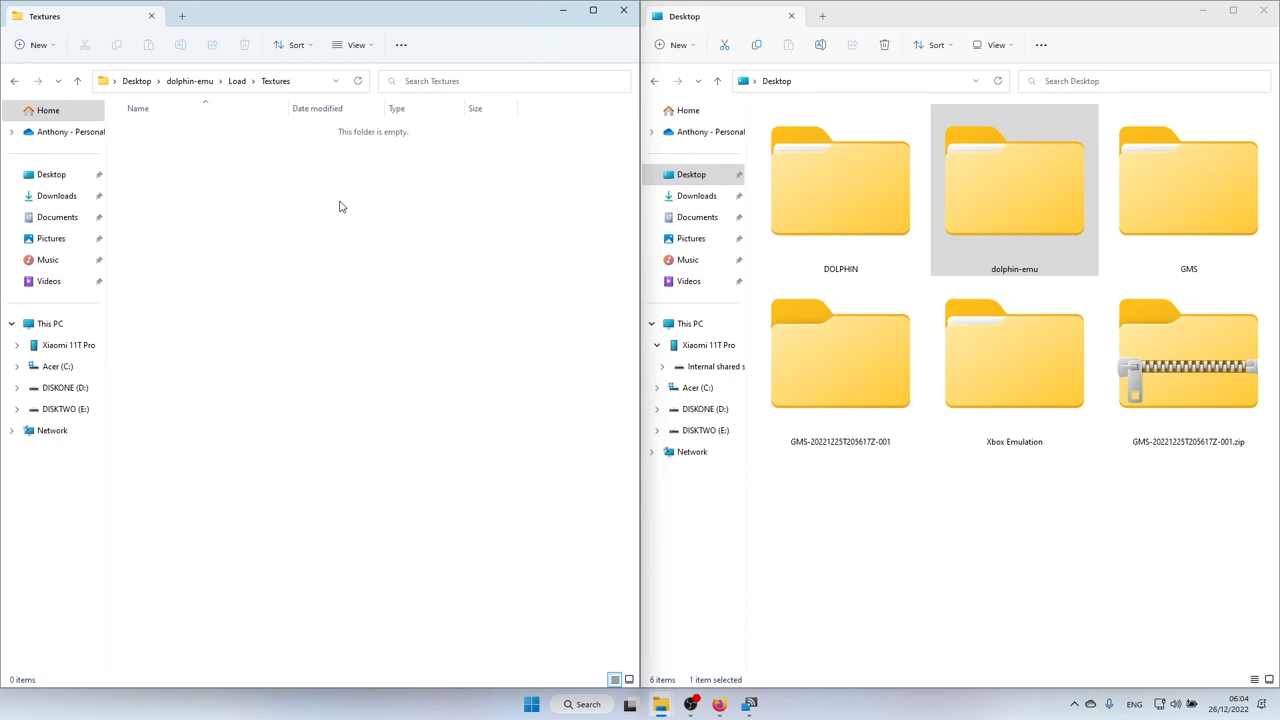 Textures
New
Sort
View
Desktop
dolphin-emu
Load
Textures
Search Textures
Home
Anthony - Personal
Desktop
Downloads
Documents
Pictures
Music
Videos
This PC
Xiaomi 11T Pro
Acer (C:)
DISKONE (D:)
DISKTWO (E:)
Network
Name
Date modified
Type
Size
This folder is empty.
0 items
Desktop
New
Sort
View
Desktop
Search Desktop
Home
Anthony - Personal
Desktop
Downloads
Documents
Pictures
Music
Videos
This PC
Xiaomi 11T Pro
Internal shared s
Acer (C:)
DISKONE (D:)
DISKTWO (E:)
Network
DOLPHIN
dolphin-emu
GMS
GMS-20221225T205617Z-001
Xbox Emulation
GMS-20221225T205617Z-001.zip
6 items
1 item selected
Search
ENG
06:04
26/12/2022